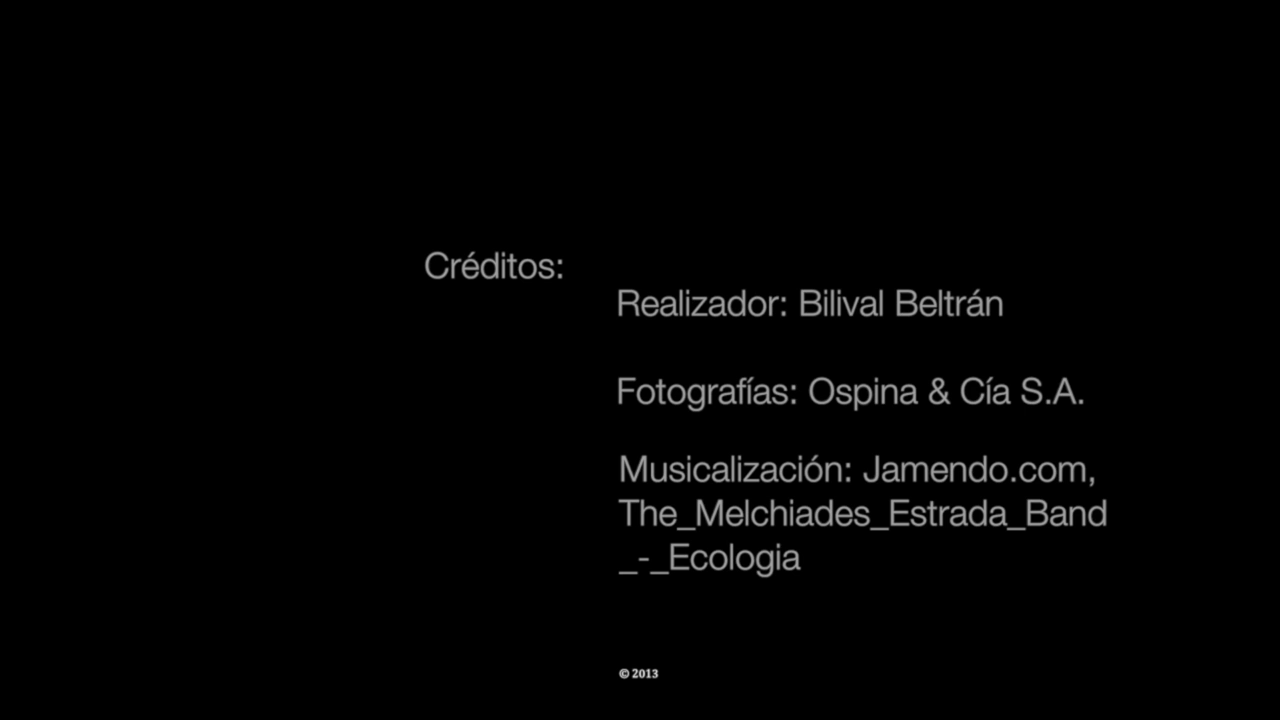 Créditos:
Realizador: Bilival Beltrán
Fotografías: Ospina & Cía S.A.
Musicalización: Jamendo.com,
The_Melchiades_Estrada_Band
_-_Ecologia
© 2013